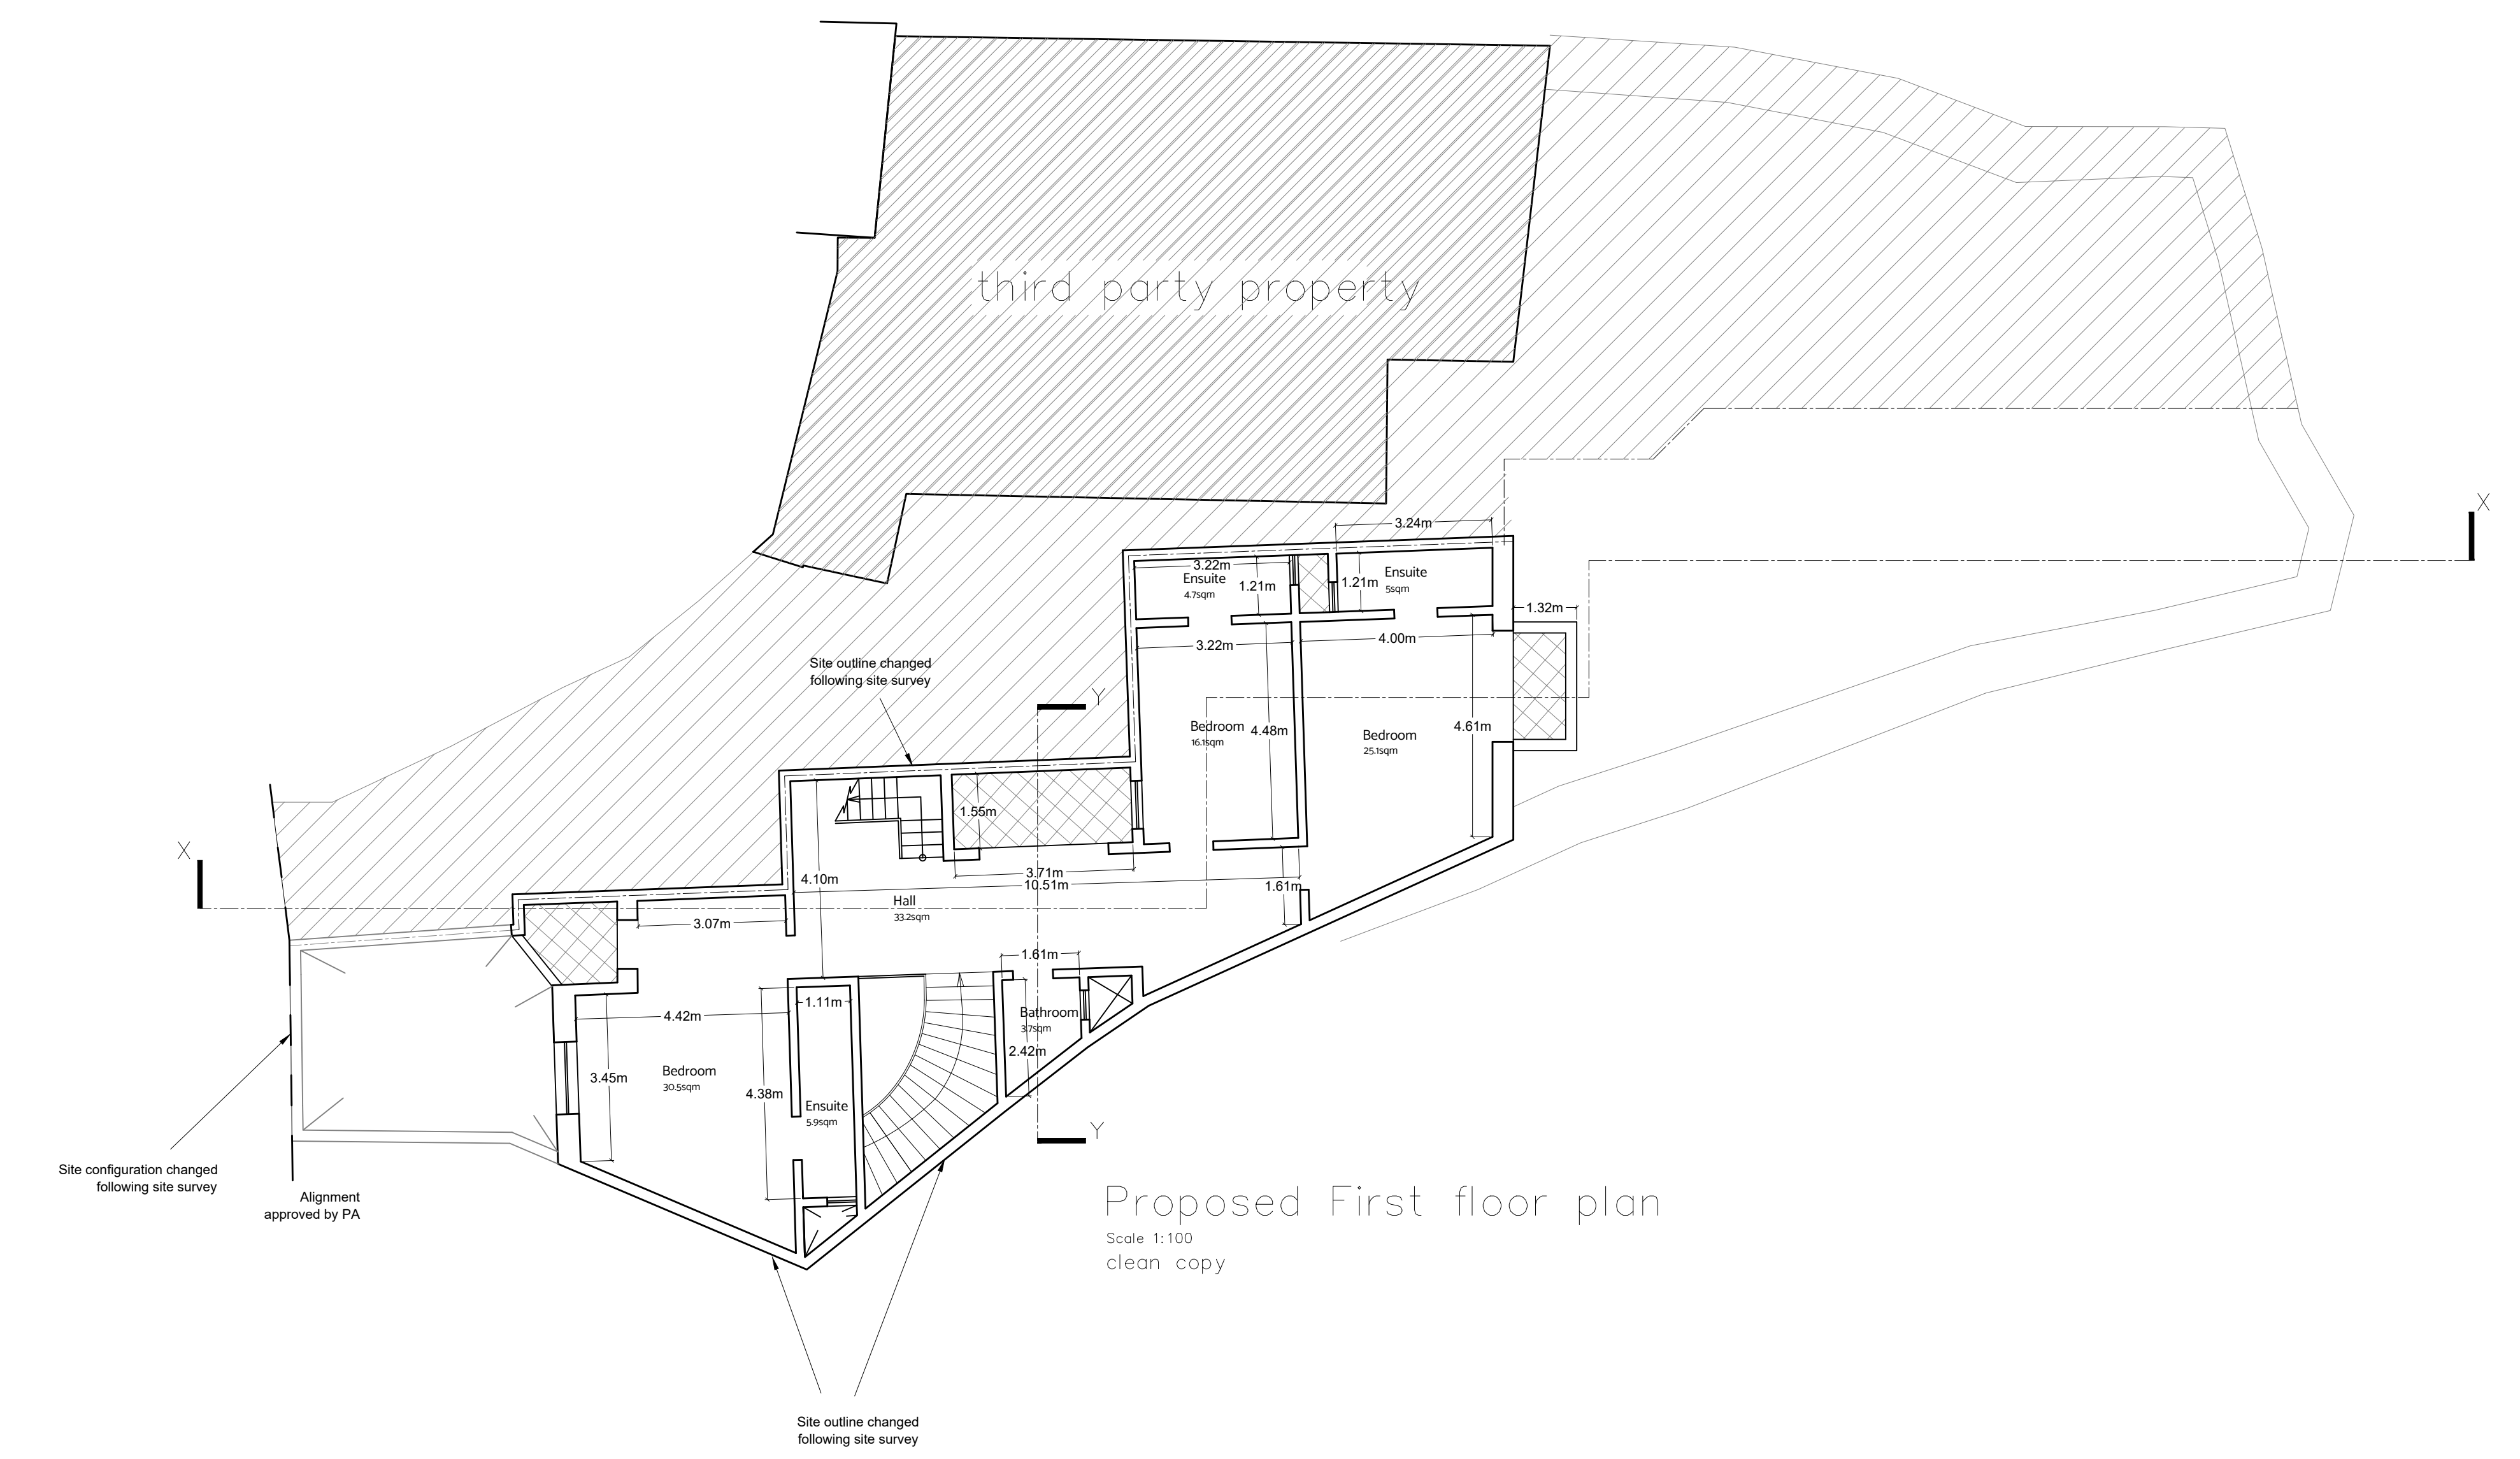 third party property
X
3.24m
3.22m
Ensuite
4.7sqm
1.21m
1.21m
Ensuite
5sqm
1.32m
3.22m
4.00m
Site outline changed
following site survey
Y
Bedroom
16.1sqm
4.48m
Bedroom
25.1sqm
4.61m
1.55m
X
4.10m
3.71m
10.51m
1.61m
Hall
33.2sqm
3.07m
1.61m
1.11m
4.42m
Bathroom
3.7sqm
2.42m
3.45m
Bedroom
30.5sqm
4.38m
Ensuite
5.9sqm
Y
Site configuration changed
following site survey
Alignment
approved by PA
Proposed First floor plan
Scale 1:100
clean copy
Site outline changed
following site survey